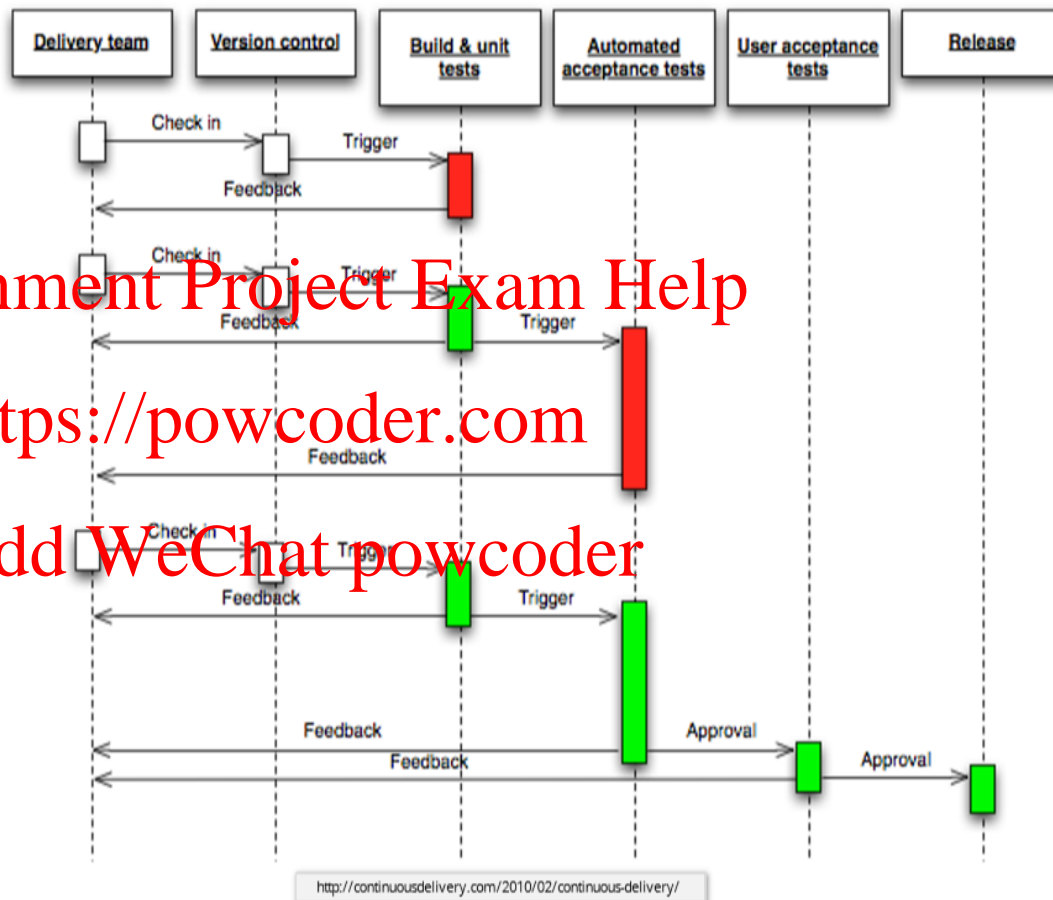 Delivery team
Version control
Build & unit
tests
Automated
acceptance tests
User acceptance
tests
Release
Check in
Trigger
Feedback
Check in
Trigger
nment Project Exam Help
Feedback
Trigger
tps://powcoder.com
Feedback
Check in
Trigger
dd WeChat powcoder
Feedback
Trigger
Feedback
Approval
Feedback
Approval
http://continuousdelivery.com/2010/02/continuous-delivery/